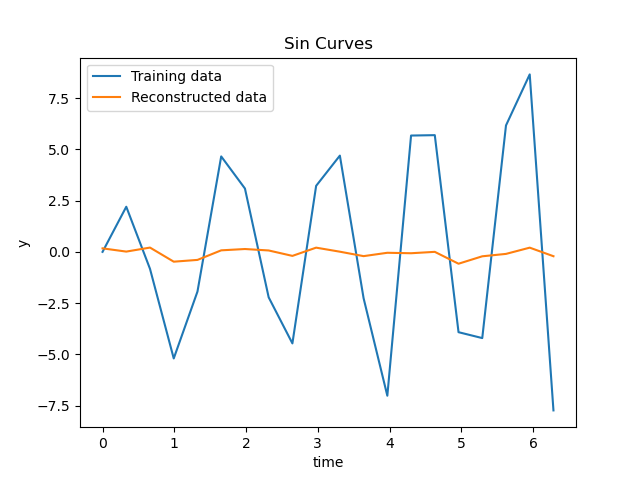 Sin Curves
Training data
Reconstructed data
7.5
5.0
2.5
0.0
−2.5
−5.0
−7.5
y
0 1 2 3 4 5 6
time